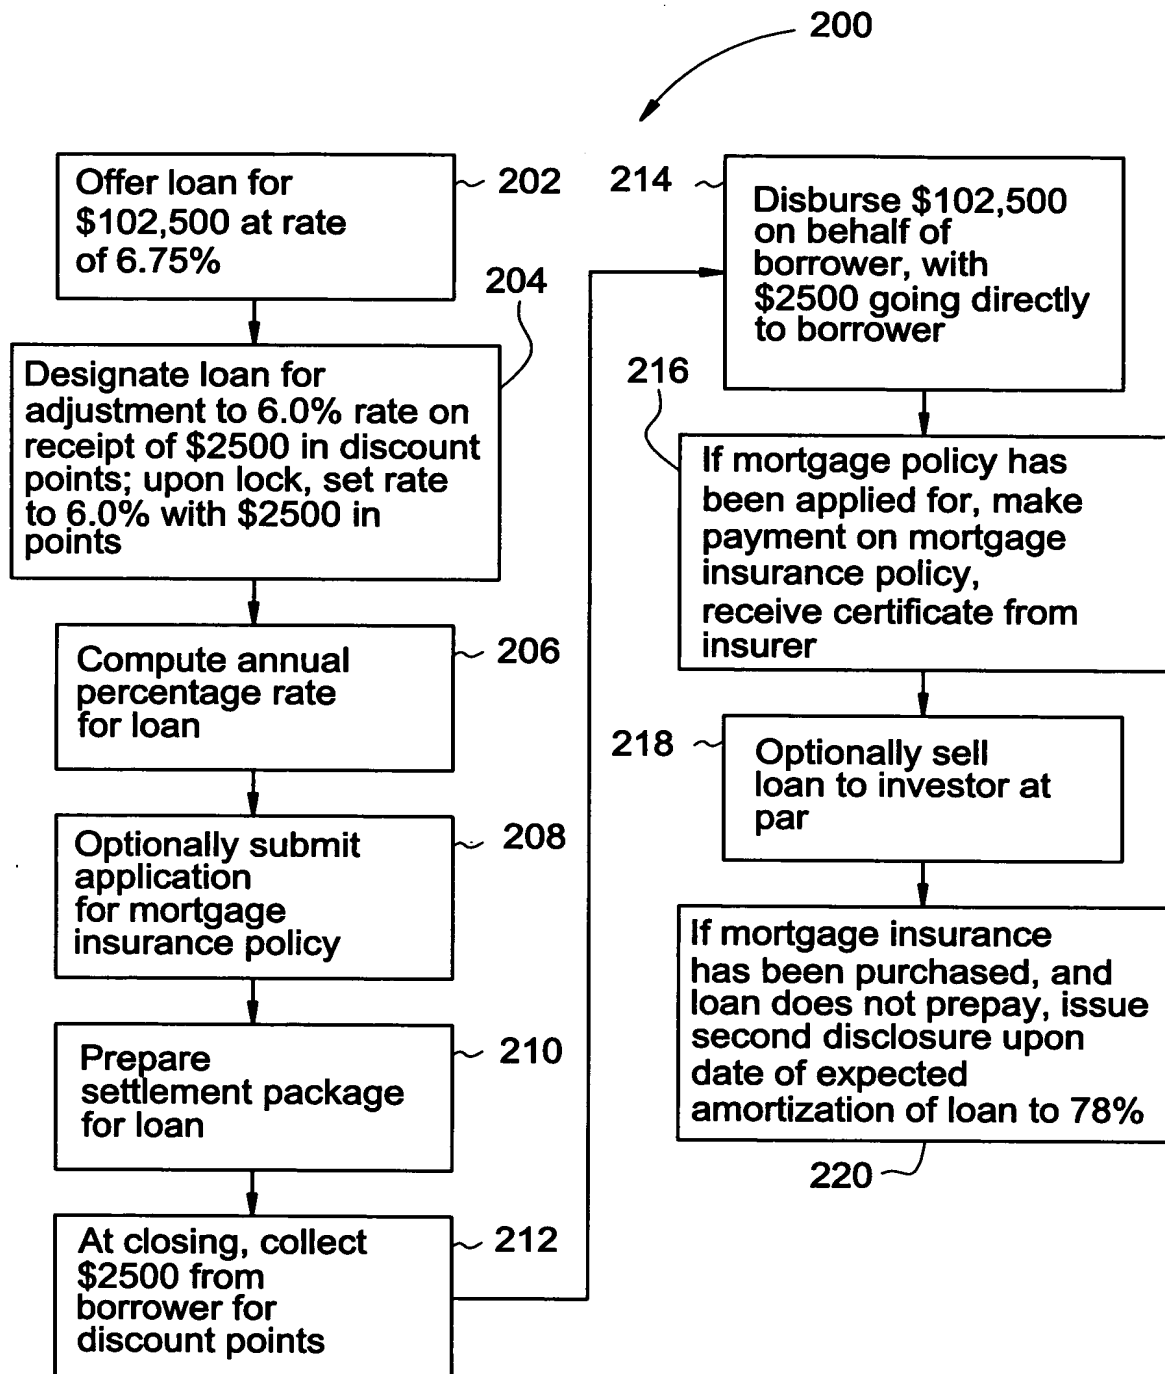 200
Offer loan for
$102,500 at rate
of 6.75%
202
Designate loan for
adjustment to 6.0% rate on
receipt of $2500 in discount
points; upon lock, set rate
to 6.0% with $2500 in
points
204
Compute annual
percentage rate
for loan
206
Optionally submit
application
for mortgage
insurance policy
208
Prepare
settlement package
for loan
210
At closing, collect
$2500 from
borrower for
discount points
212
214
Disburse $102,500
on behalf of
borrower, with
$2500 going directly
to borrower
216
If mortgage policy has
been applied for, make
payment on mortgage
insurance policy,
receive certificate from
insurer
218
Optionally sell
loan to investor at
par
If mortgage insurance
has been purchased, and
loan does not prepay, issue
second disclosure upon
date of expected
amortization of loan to 78%
220